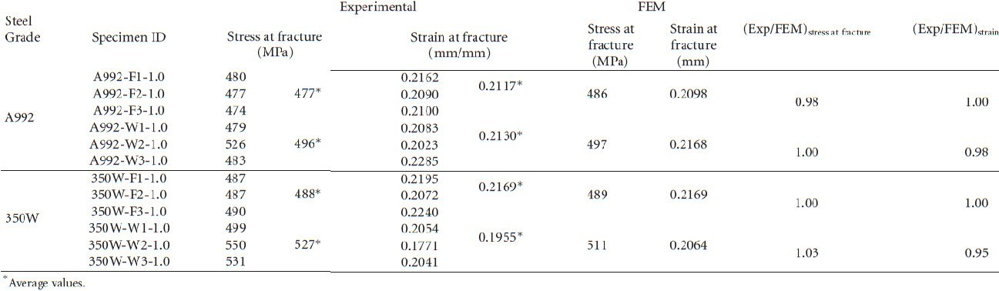 Experimental FEM
Steel Grade Specimen ID Stress at fracture (MPa) Strain at fracture (mm/mm) Stress at fracture (MPa) Strain at fracture (mm) (Exp/FEM)stress at fracture (Exp/FEM)strain
A992-F1-1.0 480 0.2162
0.2117*
A992-F2-1.0 477 477* 0.2090 486 0.2098
0.98 1.00
A992-F3-1.0 474 0.2100
A992
A992-W1-1.0 479 0.2083
0.2130*
A992-W2-1.0 526 496* 0.2023 497 0.2168
1.00 0.98
A992-W3-1.0 483 0.2285
350W-F1-1.0 487 0.2195
0.2169*
350W-F2-1.0 487 488* 0.2072 489 0.2169
1.00 1.00
350W-F3-1.0 490 0.2240
350W
350W-W1-1.0 499 0.2054
0.1955*
350W-W2-1.0 550 527* 0.1771 511 0.2064
1.03 0.95
350W-W3-1.0 531 0.2041
*Average values.